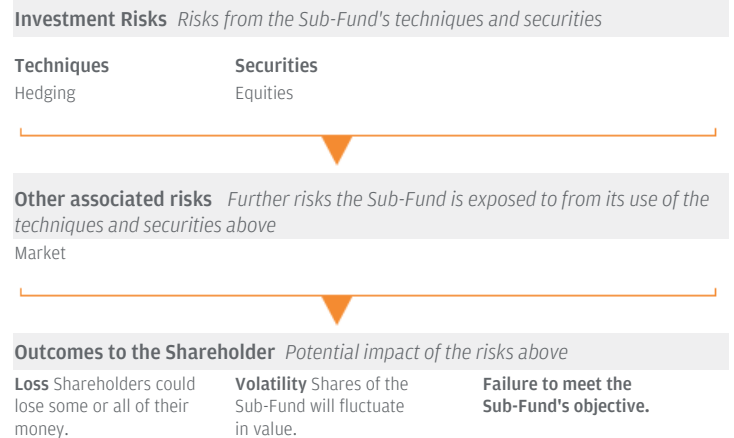 Investment Risks Risks from the Sub-Fund's techniques and securities
Techniques Securities
Hedging Equities
Other associated risks Further risks the Sub-Fund is exposed to from its use of the
techniques and securities above
Market
Outcomes to the Shareholder Potential impact of the risks above
Loss Shareholders could
lose some or all of their
money.
Volatility Shares of the
Sub-Fund will fluctuate
in value.
Failure to meet the
Sub-Fund's objective.